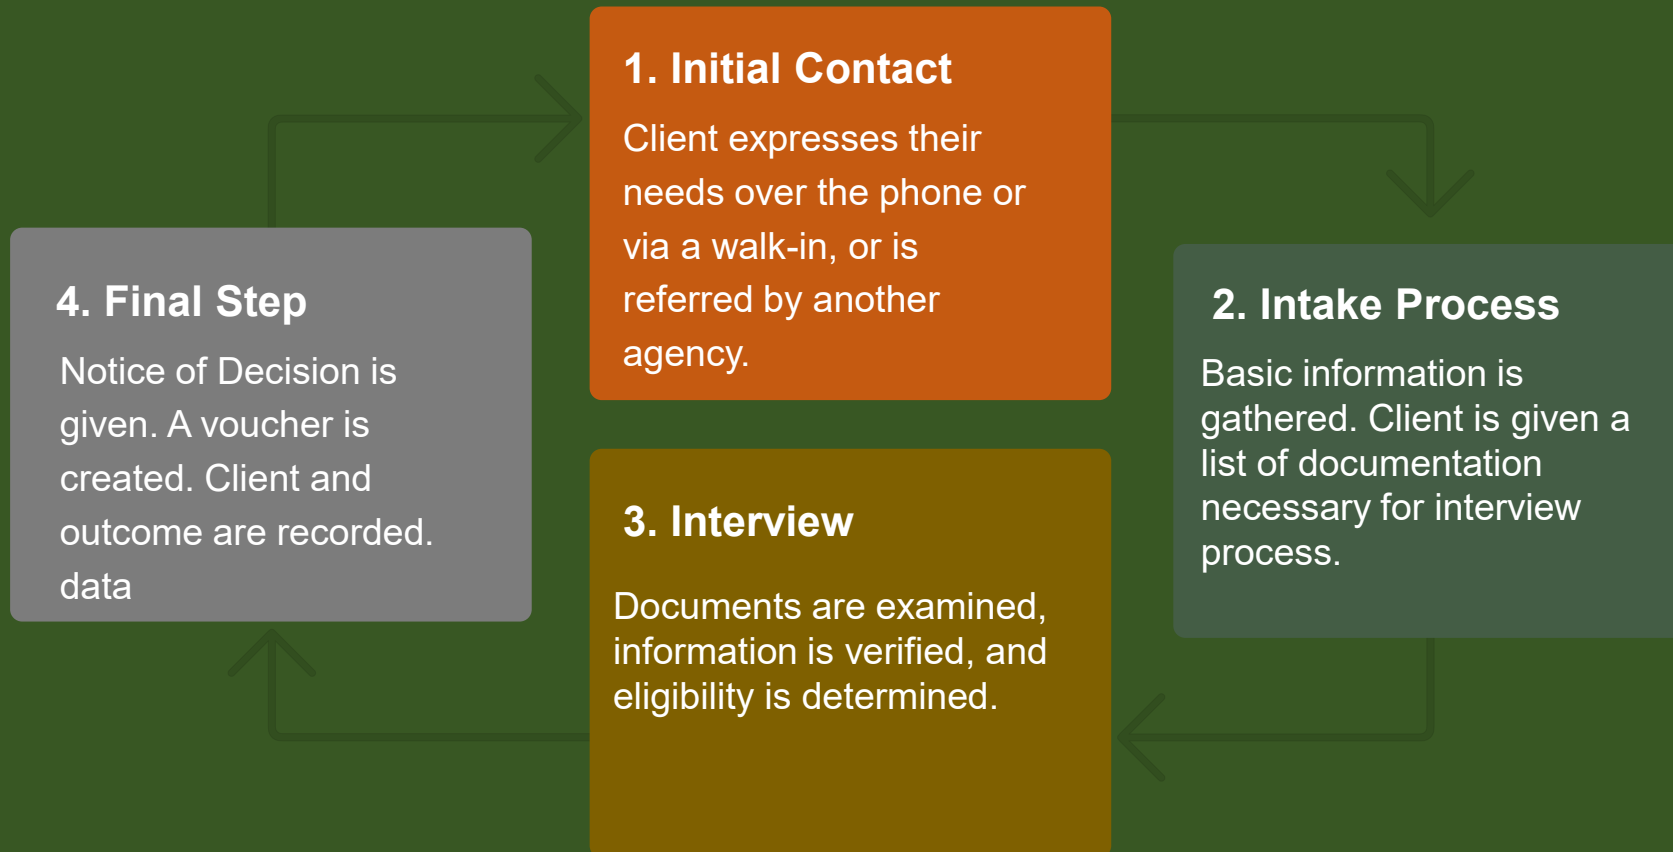 1. Initial Contact
Client expresses their
needs over the phone or
via a walk-in, or is
referred by another
agency.
2. Intake Process
Basic information is
gathered. Client is given a
list of documentation
necessary for interview
process.
3. Interview
Documents are examined,
information is verified, and
eligibility is determined.
4. Final Step
Notice of Decision is
given. A voucher is
created. Client and
outcome are recorded.
data